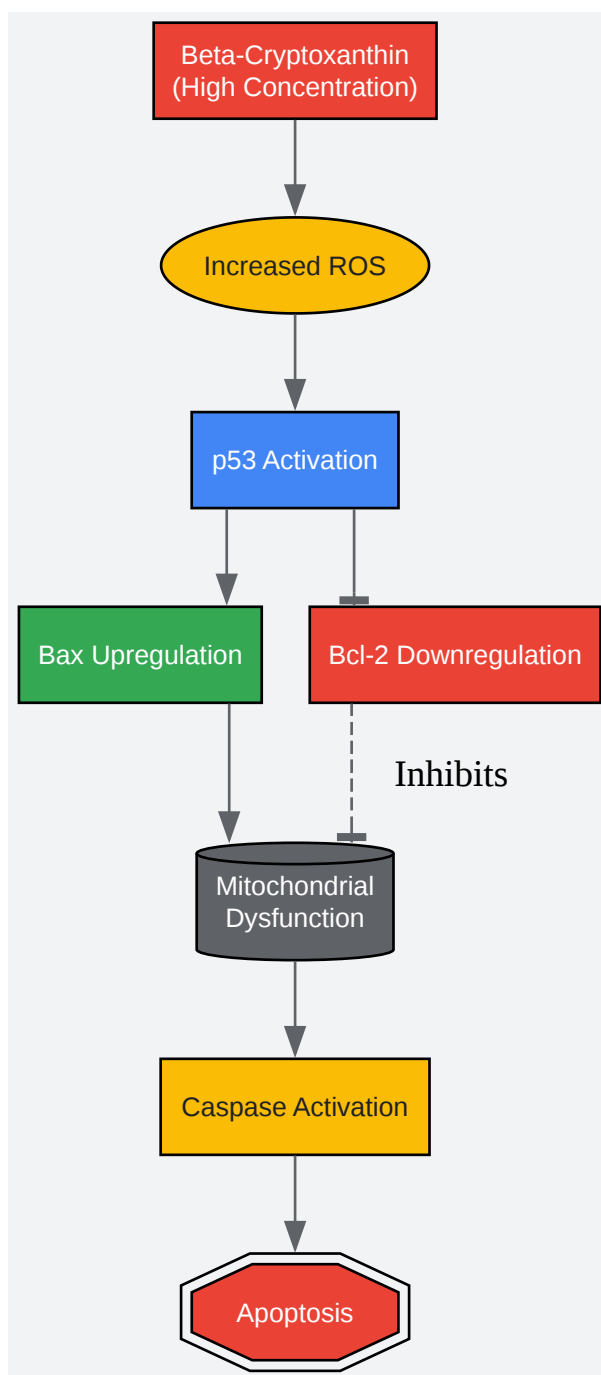 Beta-Cryptoxanthin
(High Concentration)
Increased ROS
p53 Activation
Bax Upregulation
Bcl-2 Downregulation
Inhibits
Mitochondrial
Dysfunction
Caspase Activation
Apoptosis